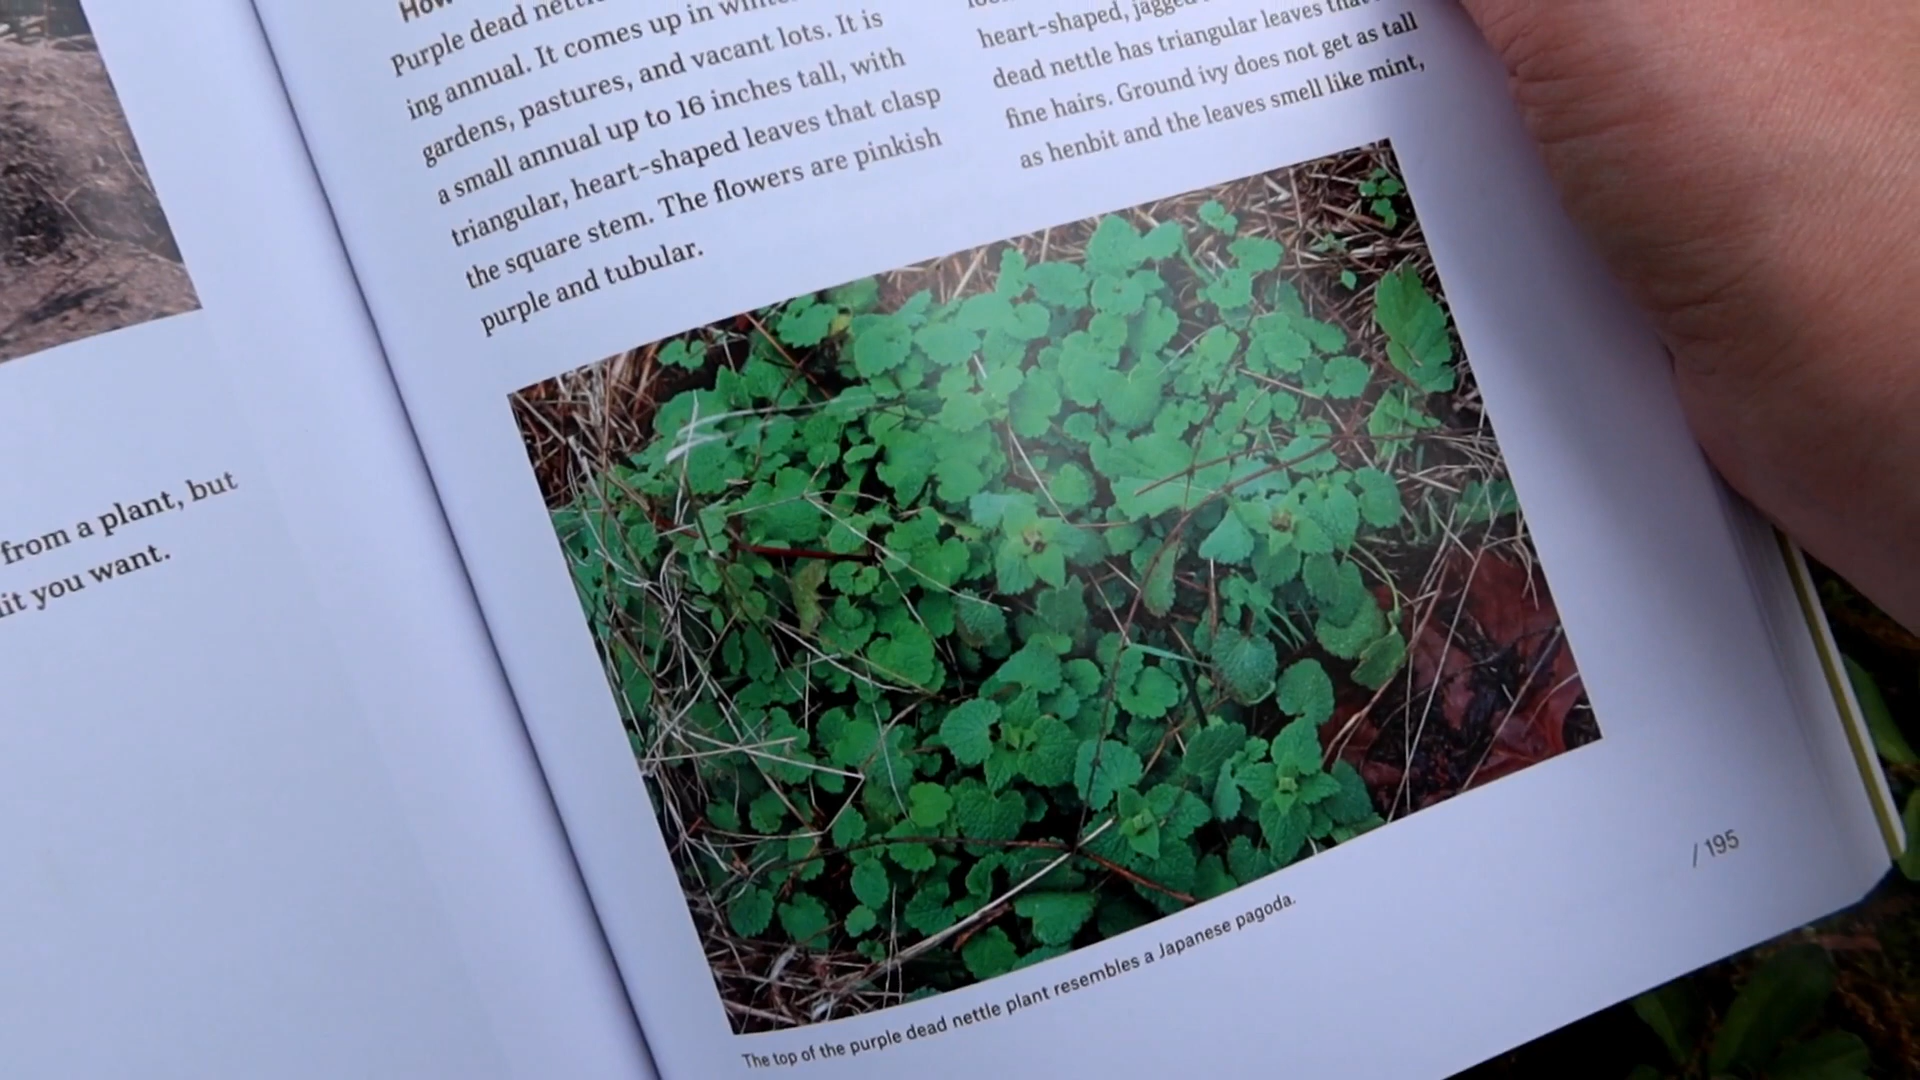 from a plant, but
it you want.
How
Purple dead nettle
ing annual. It comes up in
gardens, pastures, and vacant lots. It is
a small annual up to 16 inches tall, with
triangular, heart-shaped leaves that clasp
the square stem. The flowers are pinkish
purple and tubular.
heart-shaped, jagged
dead nettle has triangular leaves that
fine hairs. Ground ivy does not get as tall
as henbit and the leaves smell like mint,
The top of the purple dead nettle plant resembles a Japanese pagoda.
/ 195